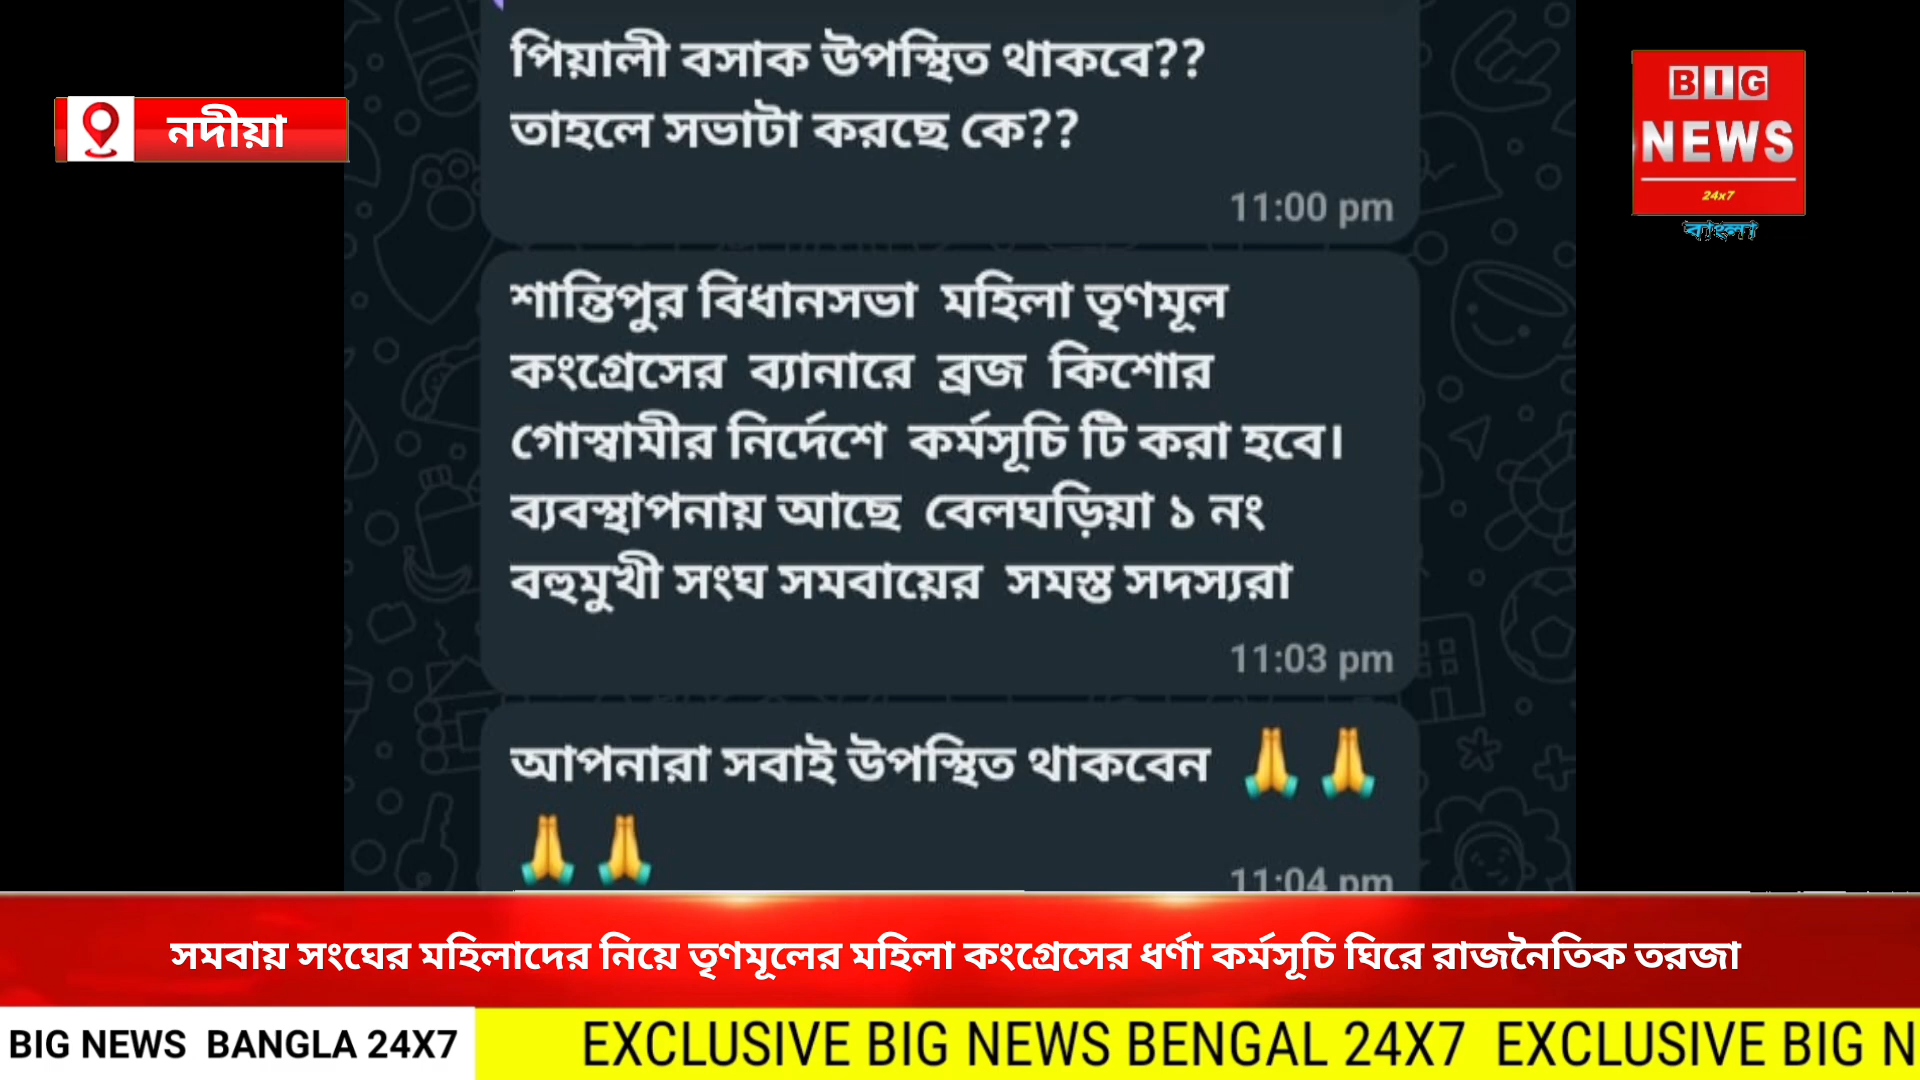 পিয়ালী বসাক উপস্থিত থাকবে??
তাহলে সভাটা করছে কে??
11:00 pm
নদীয়া
BIG
NEWS
24x7
বাংলা
শান্তিপুর বিধানসভা মহিলা তৃণমূল
কংগ্রেসের ব্যানারে ব্রজ কিশোর
গোস্বামীর নির্দেশে কর্মসূচি টি করা হবে।
ব্যবস্থাপনায় আছে বেলঘড়িয়া ১ নং
বহুমুখী সংঘ সমবায়ের সমস্ত সদস্যরা
11:03 pm
আপনারা সবাই উপস্থিত থাকবেন 🙏🙏
🙏🙏
11:04 pm
সমবায় সংঘের মহিলাদের নিয়ে তৃণমূলের মহিলা কংগ্রেসের ধর্ণা কর্মসূচি ঘিরে রাজনৈতিক তরজা
BIG NEWS BANGLA 24X7
EXCLUSIVE BIG NEWS BENGAL 24X7 EXCLUSIVE BIG N